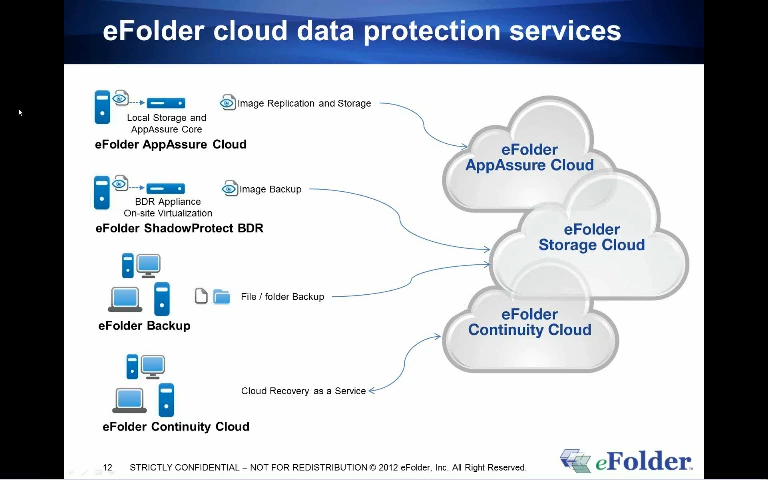 eFolder cloud data protection services
Image Replication and Storage
Local Storage and
AppAssure Core
eFolder AppAssure Cloud
eFolder
AppAssure Cloud
Image Backup
BDR Appliance
On-site Virtualization
eFolder ShadowProtect BDR
eFolder
Storage Cloud
File / folder Backup
eFolder Backup
eFolder
Continuity Cloud
Cloud Recovery as a Service
eFolder Continuity Cloud
12 STRICTLY CONFIDENTIAL – NOT FOR REDISTRIBUTION © 2012 eFolder, Inc. All Right Reserved.
eFolder